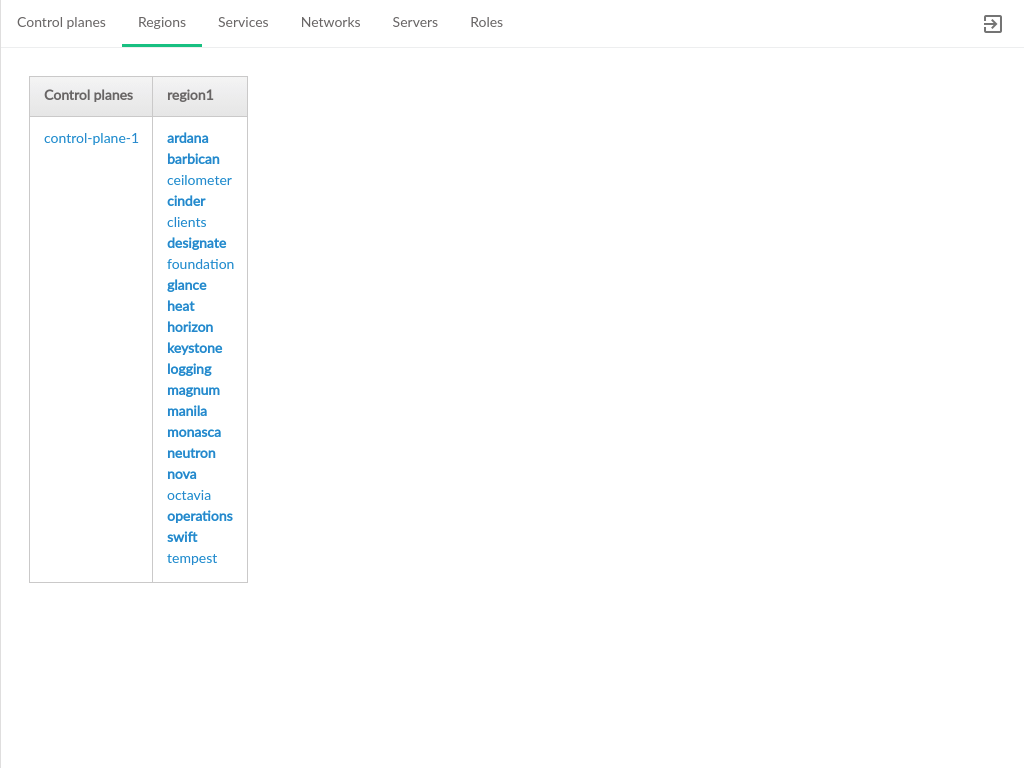 Control planes Regions Services Networks Servers Roles
Control planes region1
control-plane-1 ardana
barbican
ceilometer
cinder
clients
designate
foundation
glance
heat
horizon
keystone
logging
magnum
manila
monasca
neutron
nova
octavia
operations
swift
tempest